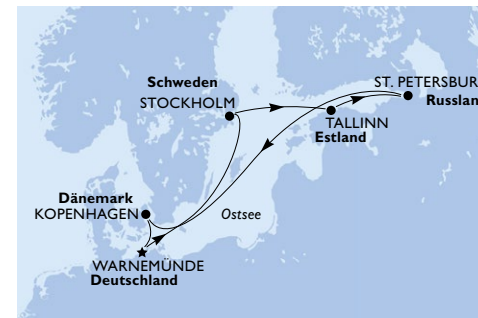 Schweden
STOCKHOLM
ST. PETERSBUR
Russlan
TALLINN
Estland
Dänemark
KOPENHAGEN
Ostsee
WARNEMÜNDE
Deutschland